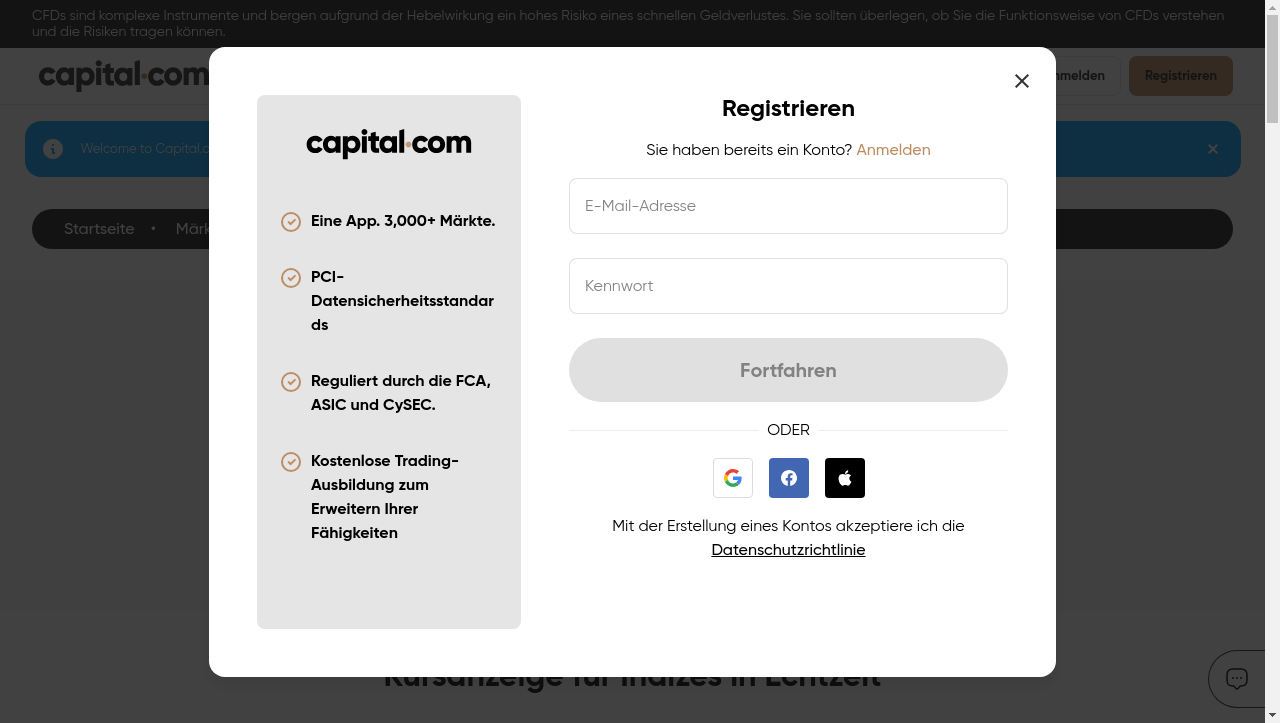 CFDs sind komplexe Instrumente und bergen aufgrund der Hebelwirkung ein hohes Risiko eines schnellen Geldverlustes. Sie sollten überlegen, ob Sie die Funktionsweise von CFDs verstehen
und die Risiken tragen können.
capital.com
nmelden
Registrieren
Welcome to Capital.c
Startseite
Märk
capital.com
Eine App. 3,000+ Märkte.
PCI-
Datensicherheitsstandar
ds
Reguliert durch die FCA,
ASIC und CySEC.
Kostenlose Trading-
Ausbildung zum
Erweitern Ihrer
Fähigkeiten
Registrieren
Sie haben bereits ein Konto? Anmelden
E-Mail-Adresse
Kennwort
Fortfahren
ODER
Mit der Erstellung eines Kontos akzeptiere ich die
Datenschutzrichtlinie
Kursanzeige für Indizes in Echtzeit